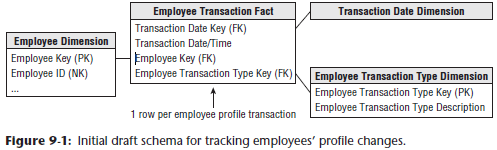 Employee Transaction Fact
Transaction Date Key (FK)
Transaction Date/Time
Employee Key (FK)
Employee Transaction Type Key (FK)
Transaction Date Dimension
Employee Dimension
Employee Key (PK)
Employee ID (NK)
...
Employee Transaction Type Dimension
Employee Transaction Type Key (PK)
Employee Transaction Type Description
1 row per employee profile transaction
Figure 9-1: Initial draft schema for tracking employees’ profile changes.